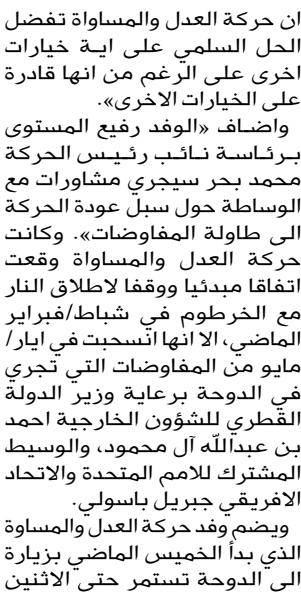 ان حركة العدل والمساواة تفضل
الحل السلمي على اية خيارات
اخرى على الرغم من انها قادرة
على الخيارات الاخرى».
واضاف «الوفد رفيع المستوى
برئاسة نائب رئيس الحركة
محمد بحر سيجري مشاورات مع
الوساطة حول سبل عودة الحركة
الى طاولة المفاوضات». وكانت
حركة العدل والمساواة وقعت
اتفاقا مبدئيا ووقفا لاطلاق النار
مع الخرطوم في شباط/فبراير
الماضي، الا انها انسحبت في ايار/
مايو من المفاوضات التي تجري
في الدوحة برعاية وزير الدولة
القطري للشؤون الخارجية احمد
بن عبدالله آل محمود، والوسيط
المشترك للامم المتحدة والاتحاد
الافريقي جبريل باسولي.
ويضم وفد حركة العدل والمساوة
الذي بدأ الخميس الماضي بزيارة
الى الدوحة تستمر حتى الاثنين